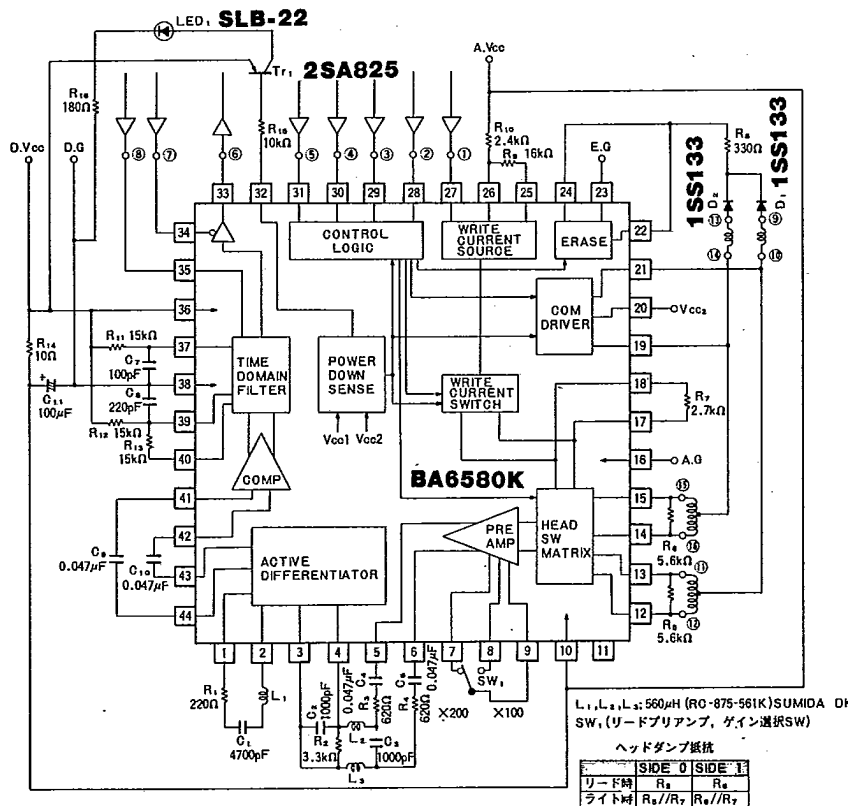 LED₁ SLB-22
Tr₁ 2SA825
A.Vcc
R₁₆ 180Ω
R₁₅ 10kΩ
R₁₀ 2.4kΩ
R₉ 16kΩ
D.Vcc
D.G
E.G
R₈ 330Ω
1SS133
1SS133
D₂
D₁
⑧ ⑦ ⑥ ⑤ ④ ③ ② ①
⑬ ⑨
⑭ ⑩
33 32 31 30 29 28 27 26 25 24 23
34
35
36
37
38
39
40
41
42
43
44
22
21
20 Vcc₂
19
18
17
16 A.G
15
14
13
12
CONTROL LOGIC
WRITE CURRENT SOURCE
ERASE
COM DRIVER
TIME DOMAIN FILTER
POWER DOWN SENSE
Vcc1 Vcc2
WRITE CURRENT SWITCH
COMP
BA6580K
PRE AMP
HEAD SW MATRIX
ACTIVE DIFFERENTIATOR
R₁₄ 10Ω
+
C₁₁ 100μF
R₁₁ 15kΩ
C₇ 100pF
C₈ 220pF
R₁₂ 15kΩ
R₁₃ 15kΩ
C₉ 0.047μF
C₁₀ 0.047μF
R₇ 2.7kΩ
⑮
⑯
R₆ 5.6kΩ
⑪
⑫
R₅ 5.6kΩ
1 2 3 4 5 6 7 8 9 10 11
R₁ 220Ω
L₁
C₁ 4700pF
C₂ 1000pF
R₂ 3.3kΩ
0.047μF
C₄
R₃ 620Ω
L₂
C₃ 1000pF
L₃
C₅ 0.047μF
R₄ 620Ω
SW₁
×200 ×100
L₁,L₂,L₃; 560μH (RC-875-561K)SUMIDA
SW₁(リードプリアンプ, ゲイン選択SW)
ヘッドダンプ抵抗
SIDE 0 SIDE 1
リード時 R₅ R₆
ライト時 R₅//R₇ R₆//R₇